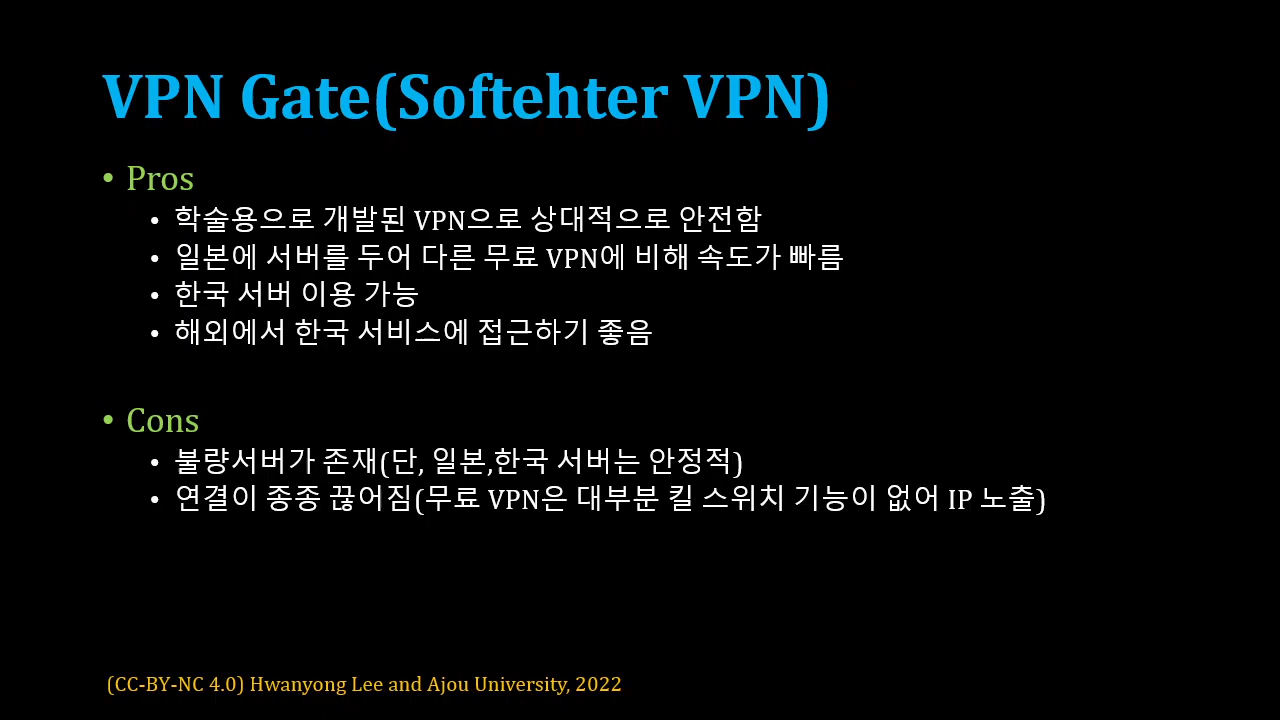 VPN Gate(Softehter VPN)
• Pros
• 학술용으로 개발된 VPN으로 상대적으로 안전함
• 일본에 서버를 두어 다른 무료 VPN에 비해 속도가 빠름
• 한국 서버 이용 가능
• 해외에서 한국 서비스에 접근하기 좋음
• Cons
• 불량서버가 존재(단, 일본,한국 서버는 안정적)
• 연결이 종종 끊어짐(무료 VPN은 대부분 킬 스위치 기능이 없어 IP 노출)
(CC-BY-NC 4.0) Hwanyong Lee and Ajou University, 2022